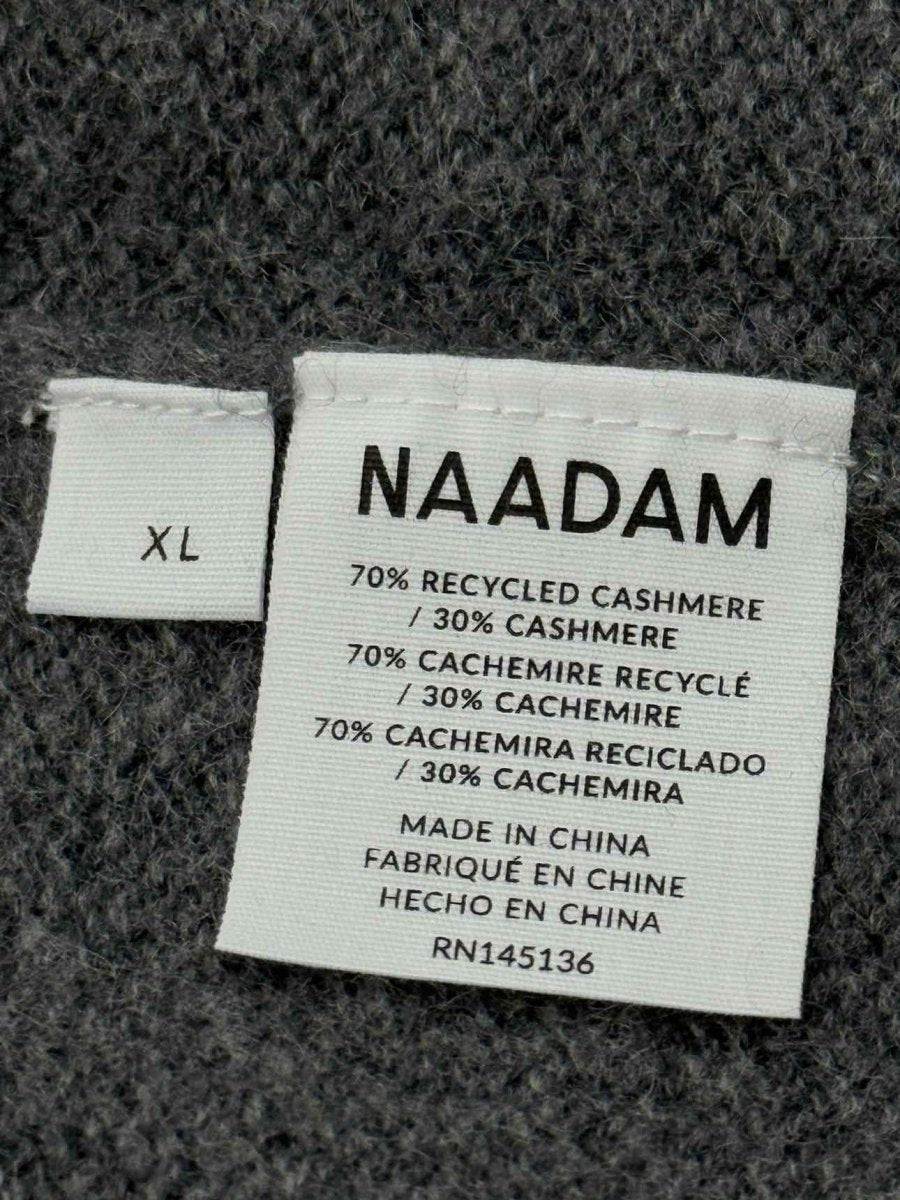 XL
NAADAM
70% RECYCLED CASHMERE
/ 30% CASHMERE
70% CACHEMIRE RECYCLÉ
/ 30% CACHEMIRE
70% CACHEMIRA RECICLADO
/ 30% CACHEMIRA
MADE IN CHINA
FABRIQUÉ EN CHINE
HECHO EN CHINA
RN145136